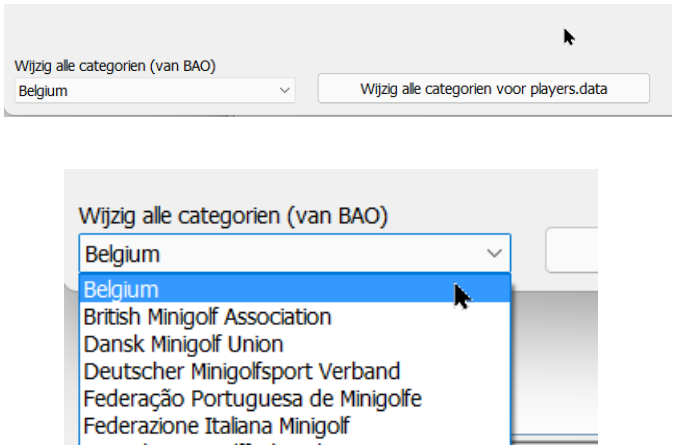 Wijzig alle categorien (van BAO)
Belgium
Wijzig alle categorien voor players.data
Wijzig alle categorien (van BAO)
Belgium
Belgium
British Minigolf Association
Dansk Minigolf Union
Deutscher Minigolfsport Verband
Federação Portuguesa de Minigolfe
Federazione Italiana Minigolf